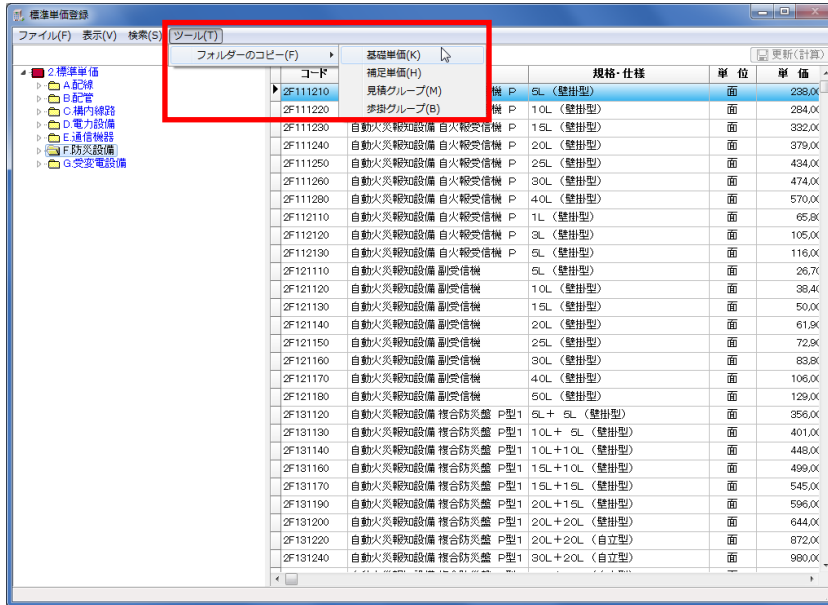 標準単価登録
ファイル(F) 表示(V) 検索(S) ツール(T)
フォルダーのコピー(F)
基礎単価(K)
補足単価(H)
見積グループ(M)
歩掛グループ(B)
更新(計算)
2.標準単価
A.配線
B.配管
C.構内線路
D.電力設備
E.通信機器
F.防災設備
G.受変電設備
コード 規格・仕様 単 位 単 価
2F111210 機 P 5L (壁掛型) 面 238,00
2F111220 機 P 10L (壁掛型) 面 284,00
2F111230 自動火災報知設備 自火報受信機 P 15L (壁掛型) 面 332,00
2F111240 自動火災報知設備 自火報受信機 P 20L (壁掛型) 面 379,00
2F111250 自動火災報知設備 自火報受信機 P 25L (壁掛型) 面 434,00
2F111260 自動火災報知設備 自火報受信機 P 30L (壁掛型) 面 474,00
2F111280 自動火災報知設備 自火報受信機 P 40L (壁掛型) 面 570,00
2F112110 自動火災報知設備 自火報受信機 P 1L (壁掛型) 面 65,80
2F112120 自動火災報知設備 自火報受信機 P 3L (壁掛型) 面 105,00
2F112130 自動火災報知設備 自火報受信機 P 5L (壁掛型) 面 116,00
2F121110 自動火災報知設備 副受信機 5L (壁掛型) 面 26,70
2F121120 自動火災報知設備 副受信機 10L (壁掛型) 面 38,40
2F121130 自動火災報知設備 副受信機 15L (壁掛型) 面 50,00
2F121140 自動火災報知設備 副受信機 20L (壁掛型) 面 61,90
2F121150 自動火災報知設備 副受信機 25L (壁掛型) 面 72,90
2F121160 自動火災報知設備 副受信機 30L (壁掛型) 面 83,80
2F121170 自動火災報知設備 副受信機 40L (壁掛型) 面 106,00
2F121180 自動火災報知設備 副受信機 50L (壁掛型) 面 129,00
2F131120 自動火災報知設備 複合防災盤 P型1 5L+ 5L (壁掛型) 面 356,00
2F131130 自動火災報知設備 複合防災盤 P型1 10L+ 5L (壁掛型) 面 401,00
2F131140 自動火災報知設備 複合防災盤 P型1 10L+10L (壁掛型) 面 448,00
2F131160 自動火災報知設備 複合防災盤 P型1 15L+10L (壁掛型) 面 499,00
2F131170 自動火災報知設備 複合防災盤 P型1 15L+15L (壁掛型) 面 545,00
2F131190 自動火災報知設備 複合防災盤 P型1 20L+15L (壁掛型) 面 596,00
2F131200 自動火災報知設備 複合防災盤 P型1 20L+20L (壁掛型) 面 644,00
2F131220 自動火災報知設備 複合防災盤 P型1 20L+20L (自立型) 面 872,00
2F131240 自動火災報知設備 複合防災盤 P型1 30L+20L (自立型) 面 980,00